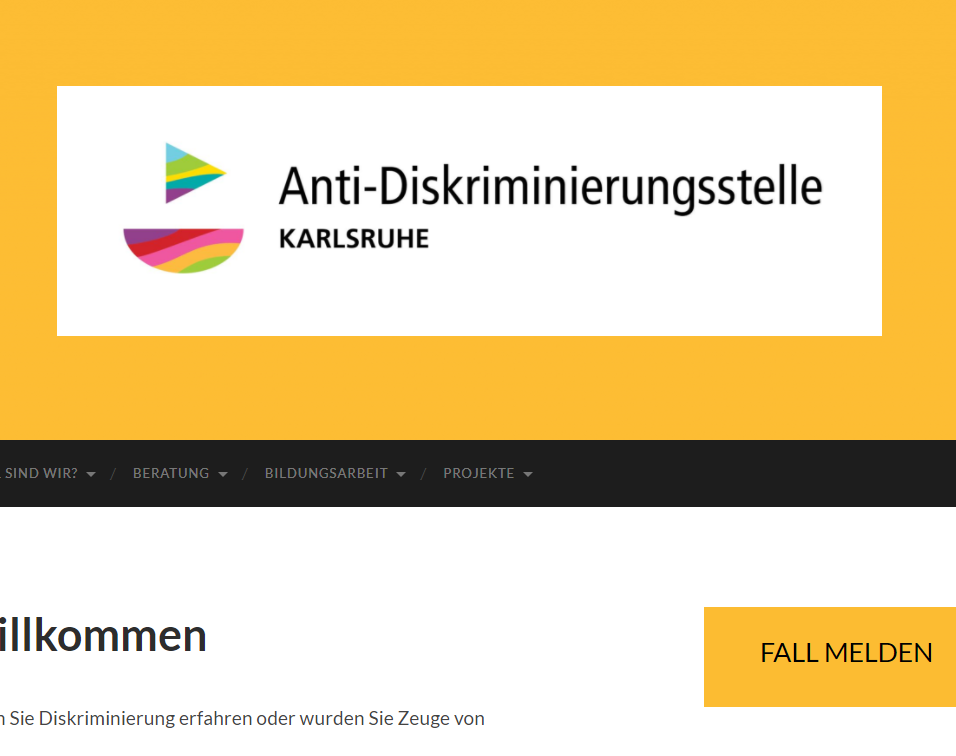 Anti-Diskriminierungsstelle
KARLSRUHE
SIND WIR? / BERATUNG / BILDUNGSARBEIT / PROJEKTE
illkommen
FALL MELDEN
n Sie Diskriminierung erfahren oder wurden Sie Zeuge von